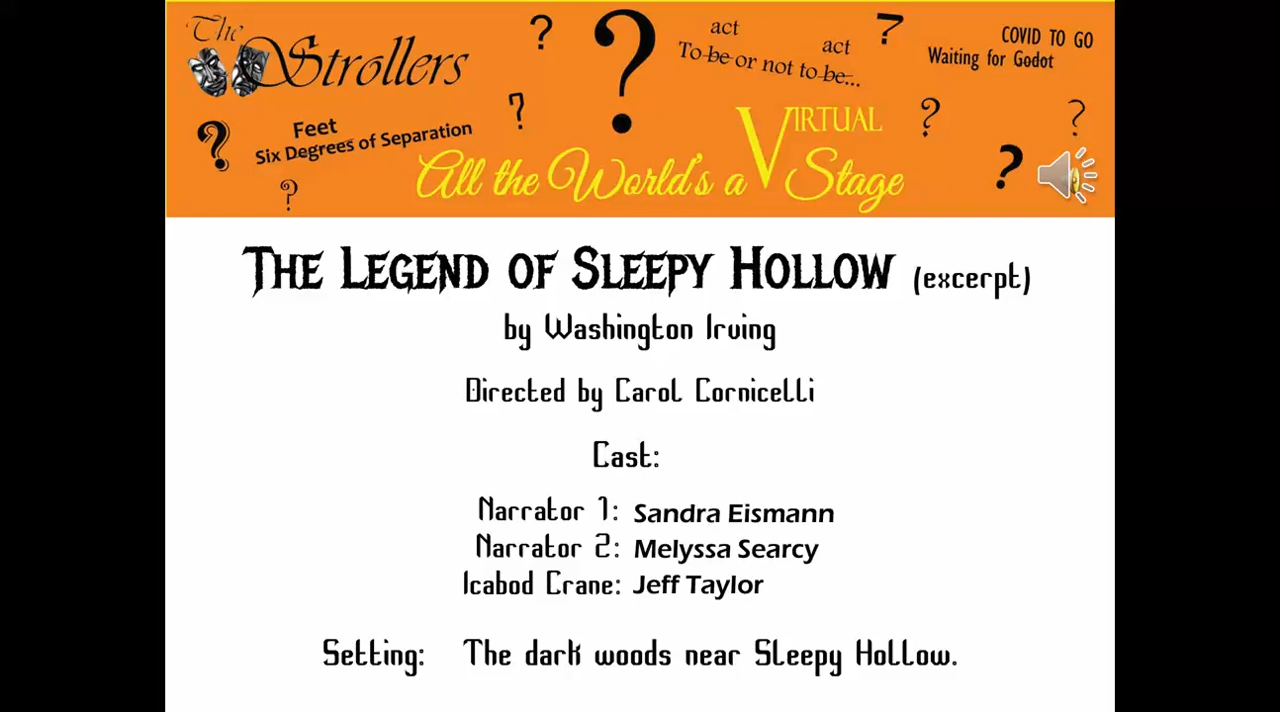 The
Strollers
?
?
act
To be or not to be...
act
?
COVID TO GO
Waiting for Godot
?
Feet
Six Degrees of Separation
?
?
All the World's a Virtual Stage
?
?
?
?
The Legend of Sleepy Hollow (excerpt)
by Washington Irving
Directed by Carol Cornicelli
Cast:
Narrator 1: Sandra Eismann
Narrator 2: Melyssa Searcy
Icabod Crane: Jeff Taylor
Setting: The dark woods near Sleepy Hollow.